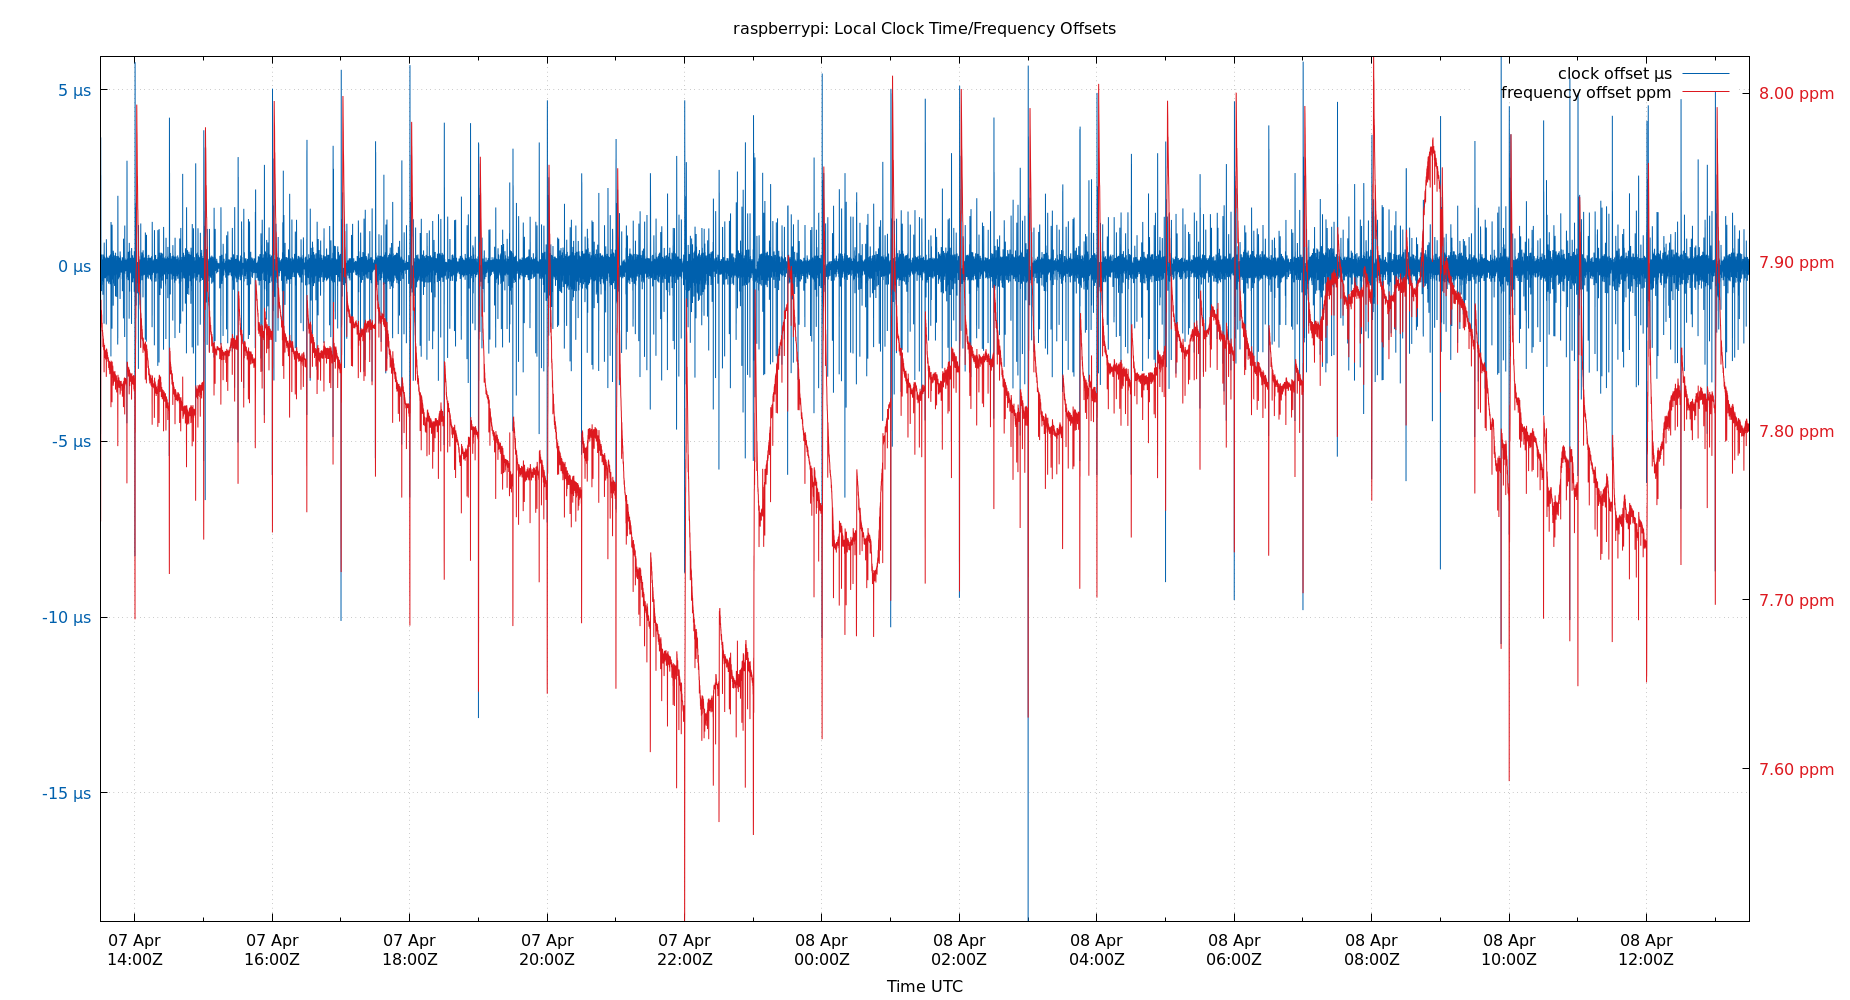 raspberrypi: Local Clock Time/Frequency Offsets
clock offset µs
frequency offset ppm
5 µs
0 µs
-5 µs
-10 µs
-15 µs
8.00 ppm
7.90 ppm
7.80 ppm
7.70 ppm
7.60 ppm
07 Apr
14:00Z
07 Apr
16:00Z
07 Apr
18:00Z
07 Apr
20:00Z
07 Apr
22:00Z
08 Apr
00:00Z
08 Apr
02:00Z
08 Apr
04:00Z
08 Apr
06:00Z
08 Apr
08:00Z
08 Apr
10:00Z
08 Apr
12:00Z
Time UTC